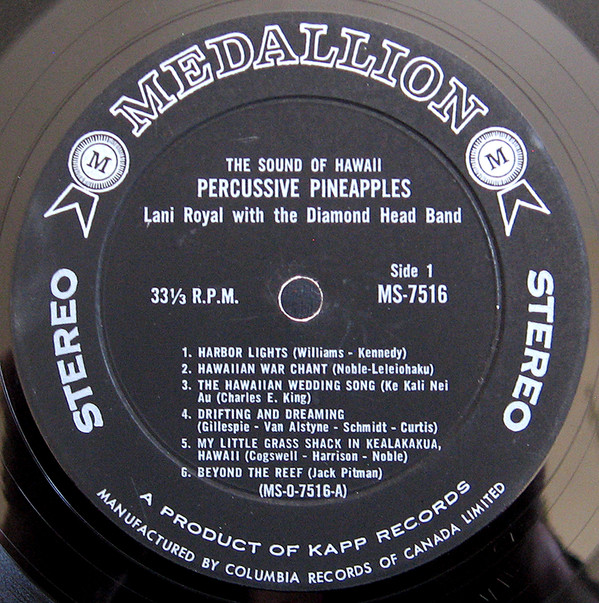 MEDALLION
M
M
THE SOUND OF HAWAII
PERCUSSIVE PINEAPPLES
Lani Royal with the Diamond Head Band
33⅓ R.P.M.
Side 1
MS-7516
STEREO
STEREO
1. HARBOR LIGHTS (Williams - Kennedy)
2. HAWAIIAN WAR CHANT (Noble-Leleiohaku)
3. THE HAWAIIAN WEDDING SONG (Ke Kali Nei
Au (Charles E. King)
4. DRIFTING AND DREAMING
(Gillespie - Van Alstyne - Schmidt - Curtis)
5. MY LITTLE GRASS SHACK IN KEALAKAKUA,
HAWAII (Cogswell - Harrison - Noble)
6. BEYOND THE REEF (Jack Pitman)
(MS-O-7516-A)
A PRODUCT OF KAPP RECORDS
MANUFACTURED BY COLUMBIA RECORDS OF CANADA LIMITED